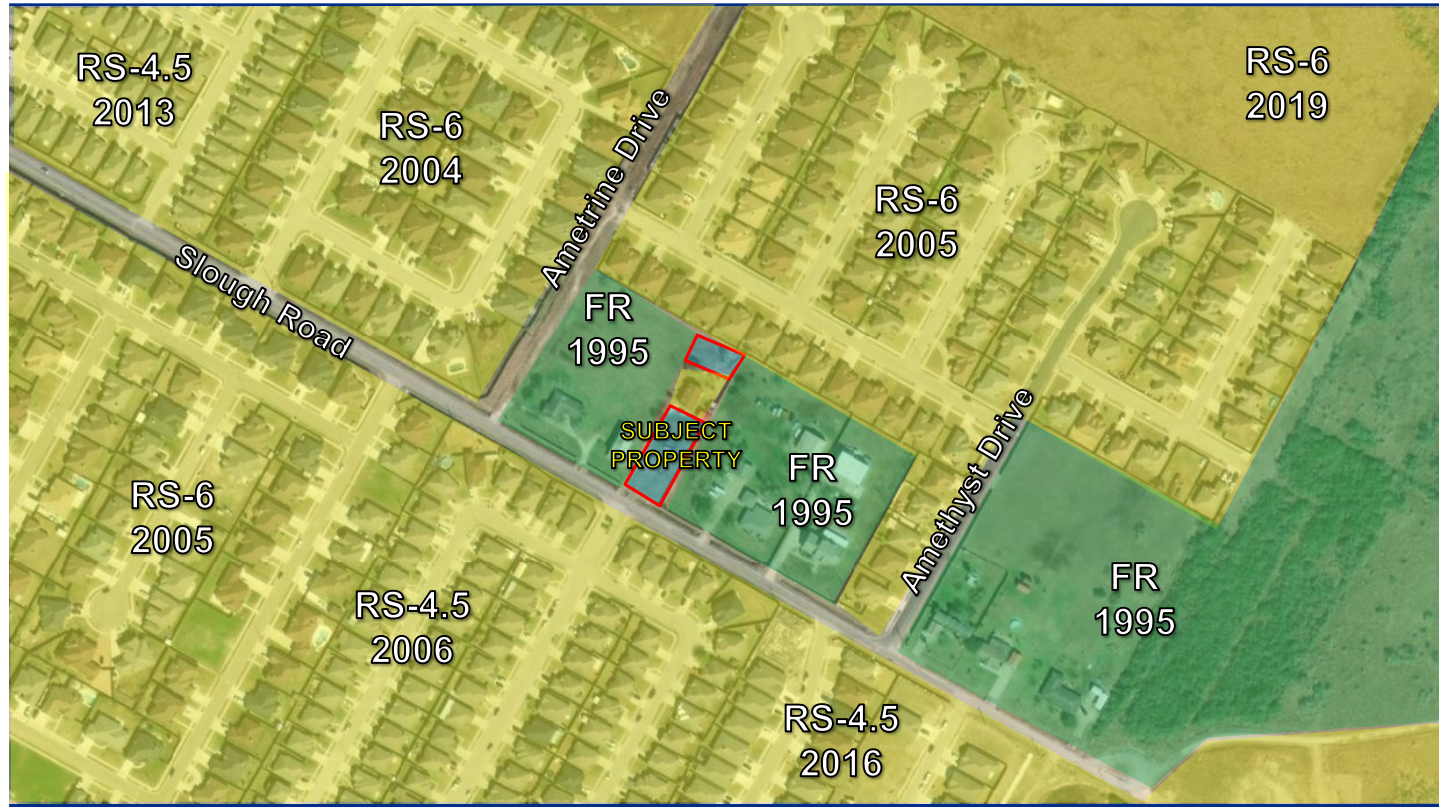 RS-4.5
2013
RS-6
2004
RS-6
2019
Ametrine Drive
RS-6
2005
Slough Road
FR
1995
SUBJECT
PROPERTY
FR
1995
Amethyst Drive
RS-6
2005
RS-4.5
2006
FR
1995
RS-4.5
2016